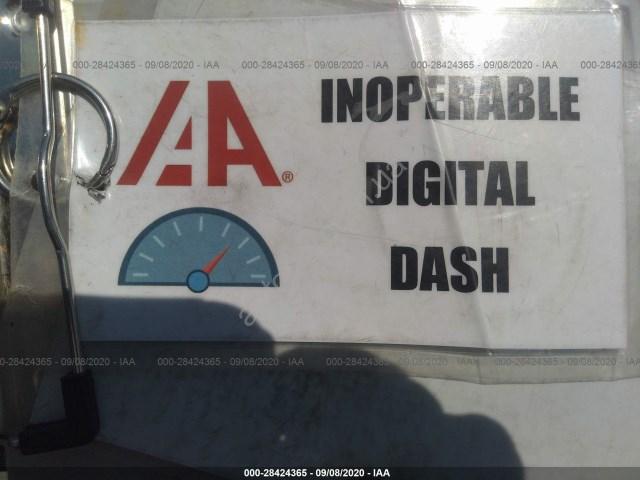 000-28424365 - 09/08/2020 - IAA
IAA®
INOPERABLE
DIGITAL
DASH
000-28424365 - 09/08/2020 - IAA
000-28424365 - 09/08/2020 - IAA